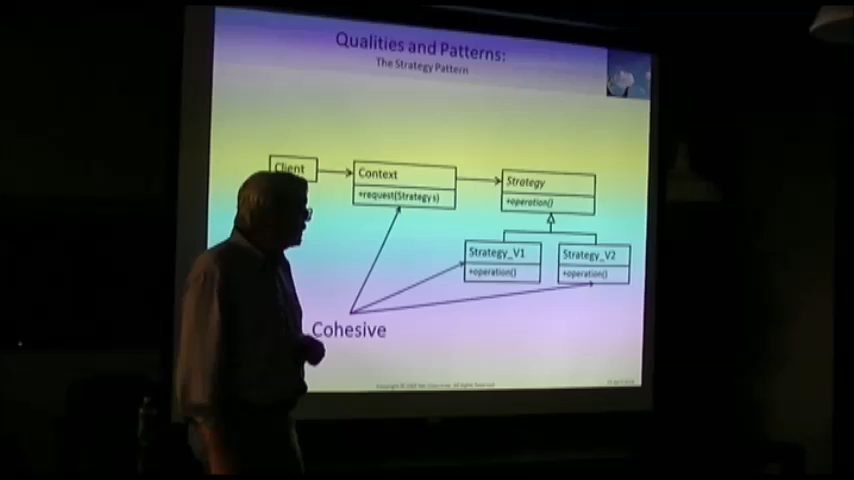 Qualities and Patterns:
The Strategy Pattern
Client
Context
+request(Strategy s)
Strategy
+operation()
Strategy_V1
+operation()
Strategy_V2
+operation()
Cohesive